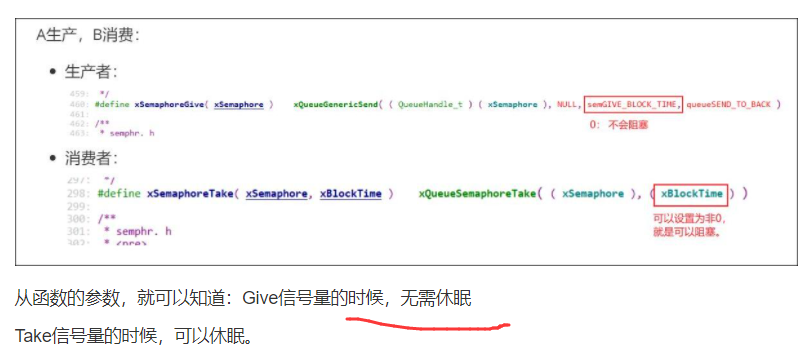 A生产，B消费：
• 生产者：
459: */
460: #define xSemaphoreGive( xSemaphore ) xQueueGenericSend( ( QueueHandle_t ) ( xSemaphore ), NULL, semGIVE_BLOCK_TIME, queueSEND_TO_BACK )
461:
462: /**
463: * semphr. h
0：不会阻塞
• 消费者：
297: */
298: #define xSemaphoreTake( xSemaphore, xBlockTime ) xQueueSemaphoreTake( ( xSemaphore ), ( xBlockTime ) )
299:
300: /**
301: * semphr. h
302: * <pre>
可以设置为非0，
就是可以阻塞。
从函数的参数，就可以知道：Give信号量的时候，无需休眠
Take信号量的时候，可以休眠。